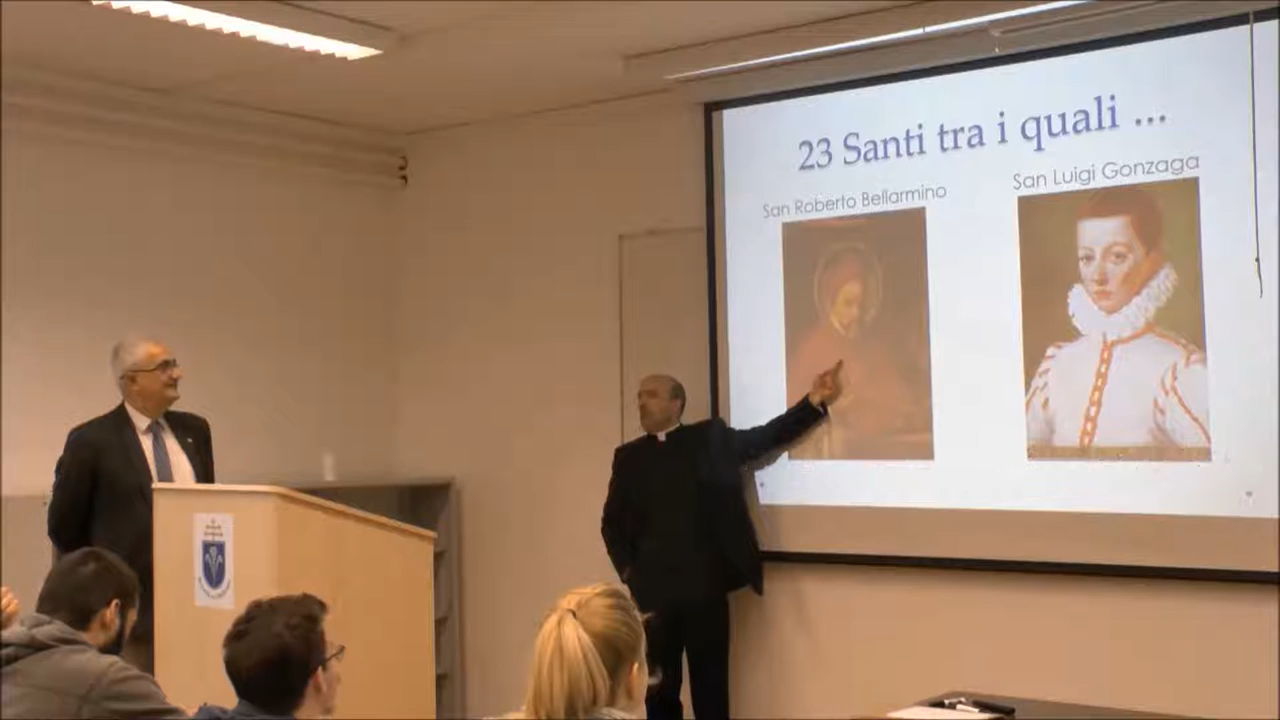 23 Santi tra i quali ...
San Roberto Bellarmino
San Luigi Gonzaga